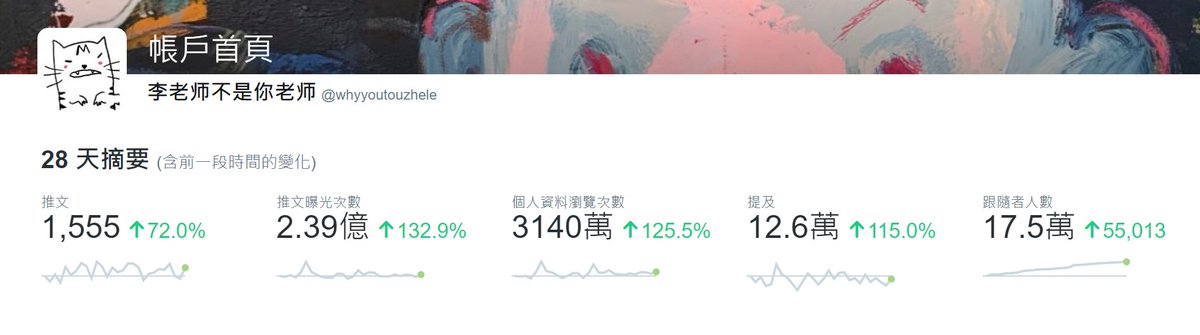 帳戶首頁
李老师不是你老师 @whyyoutouzhele
28 天摘要 (含前一段時間的變化)
推文 推文曝光次數 個人資料瀏覽次數 提及 跟隨者人數
1,555 ↑72.0% 2.39億 ↑132.9% 3140萬 ↑125.5% 12.6萬 ↑115.0% 17.5萬 ↑55,013